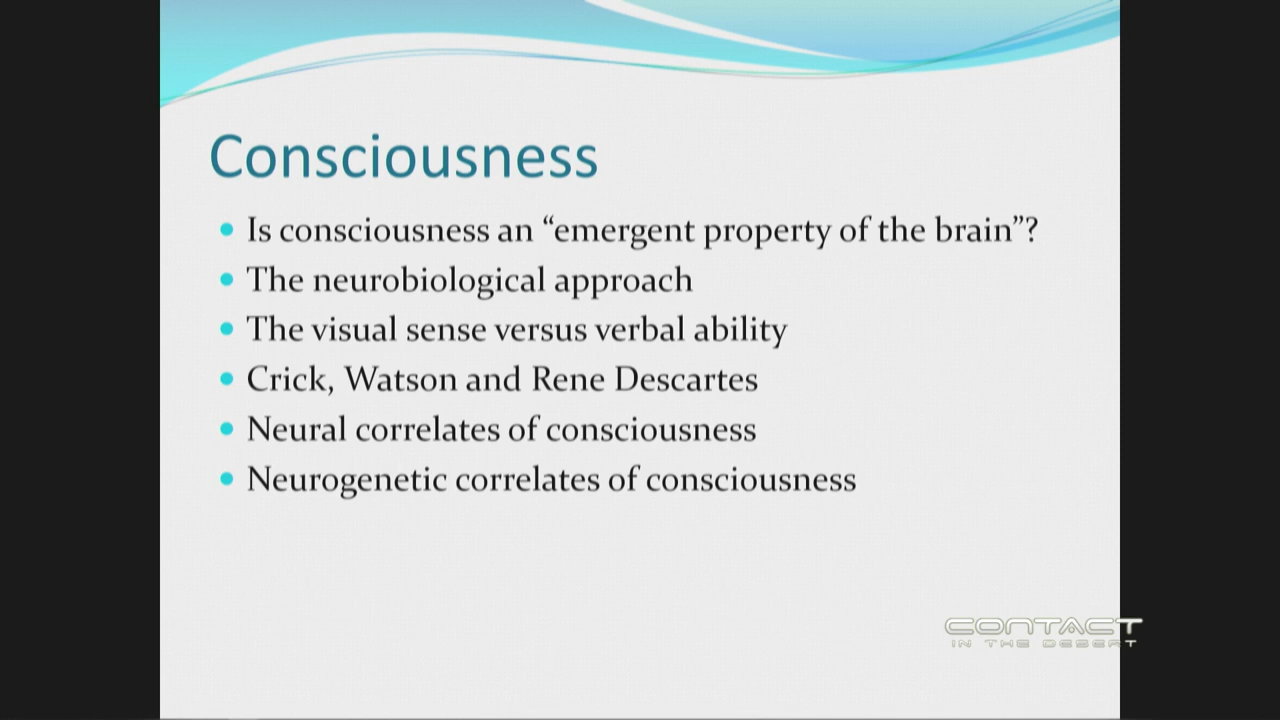 Consciousness
• Is consciousness an “emergent property of the brain”?
• The neurobiological approach
• The visual sense versus verbal ability
• Crick, Watson and Rene Descartes
• Neural correlates of consciousness
• Neurogenetic correlates of consciousness
CONTACT
IN THE DESERT